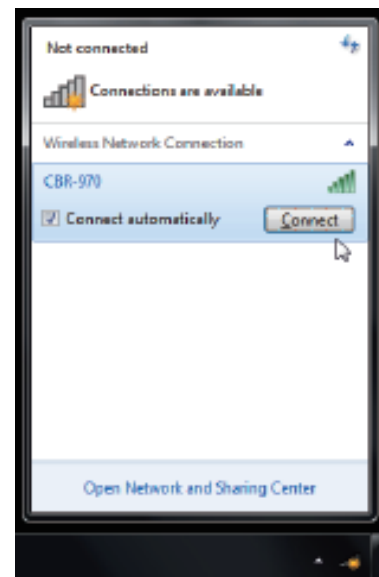 Not connected
Connections are available
Wireless Network Connection
CBR-970
Connect automatically
Connect
Open Network and Sharing Center